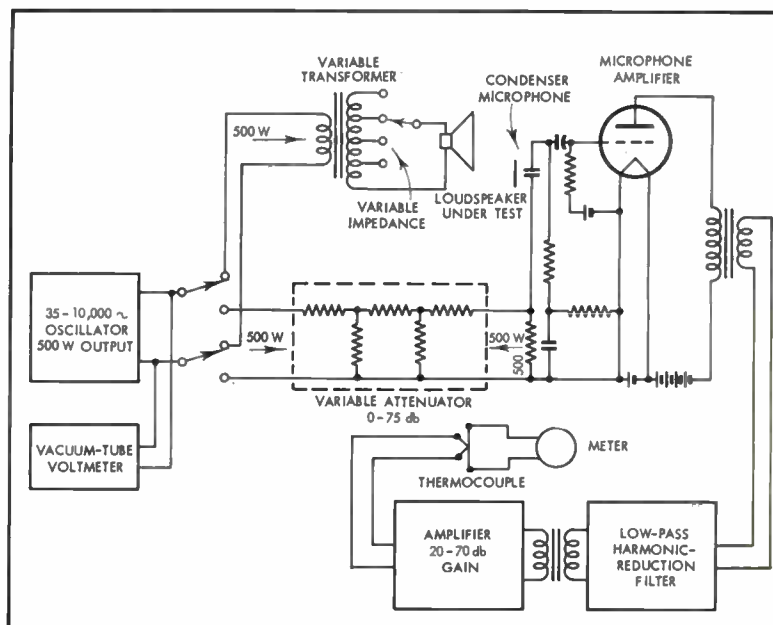 VARIABLE
TRANSFORMER
CONDENSER
MICROPHONE
MICROPHONE
AMPLIFIER
500 W
VARIABLE
IMPEDANCE
LOUDSPEAKER
UNDER TEST
35-10,000 ~
OSCILLATOR
500 W OUTPUT
500 W
500 W
500
VARIABLE ATTENUATOR
0-75 db
VACUUM-TUBE
VOLTMETER
METER
THERMOCOUPLE
AMPLIFIER
20-70 db
GAIN
LOW-PASS
HARMONIC-
REDUCTION
FILTER